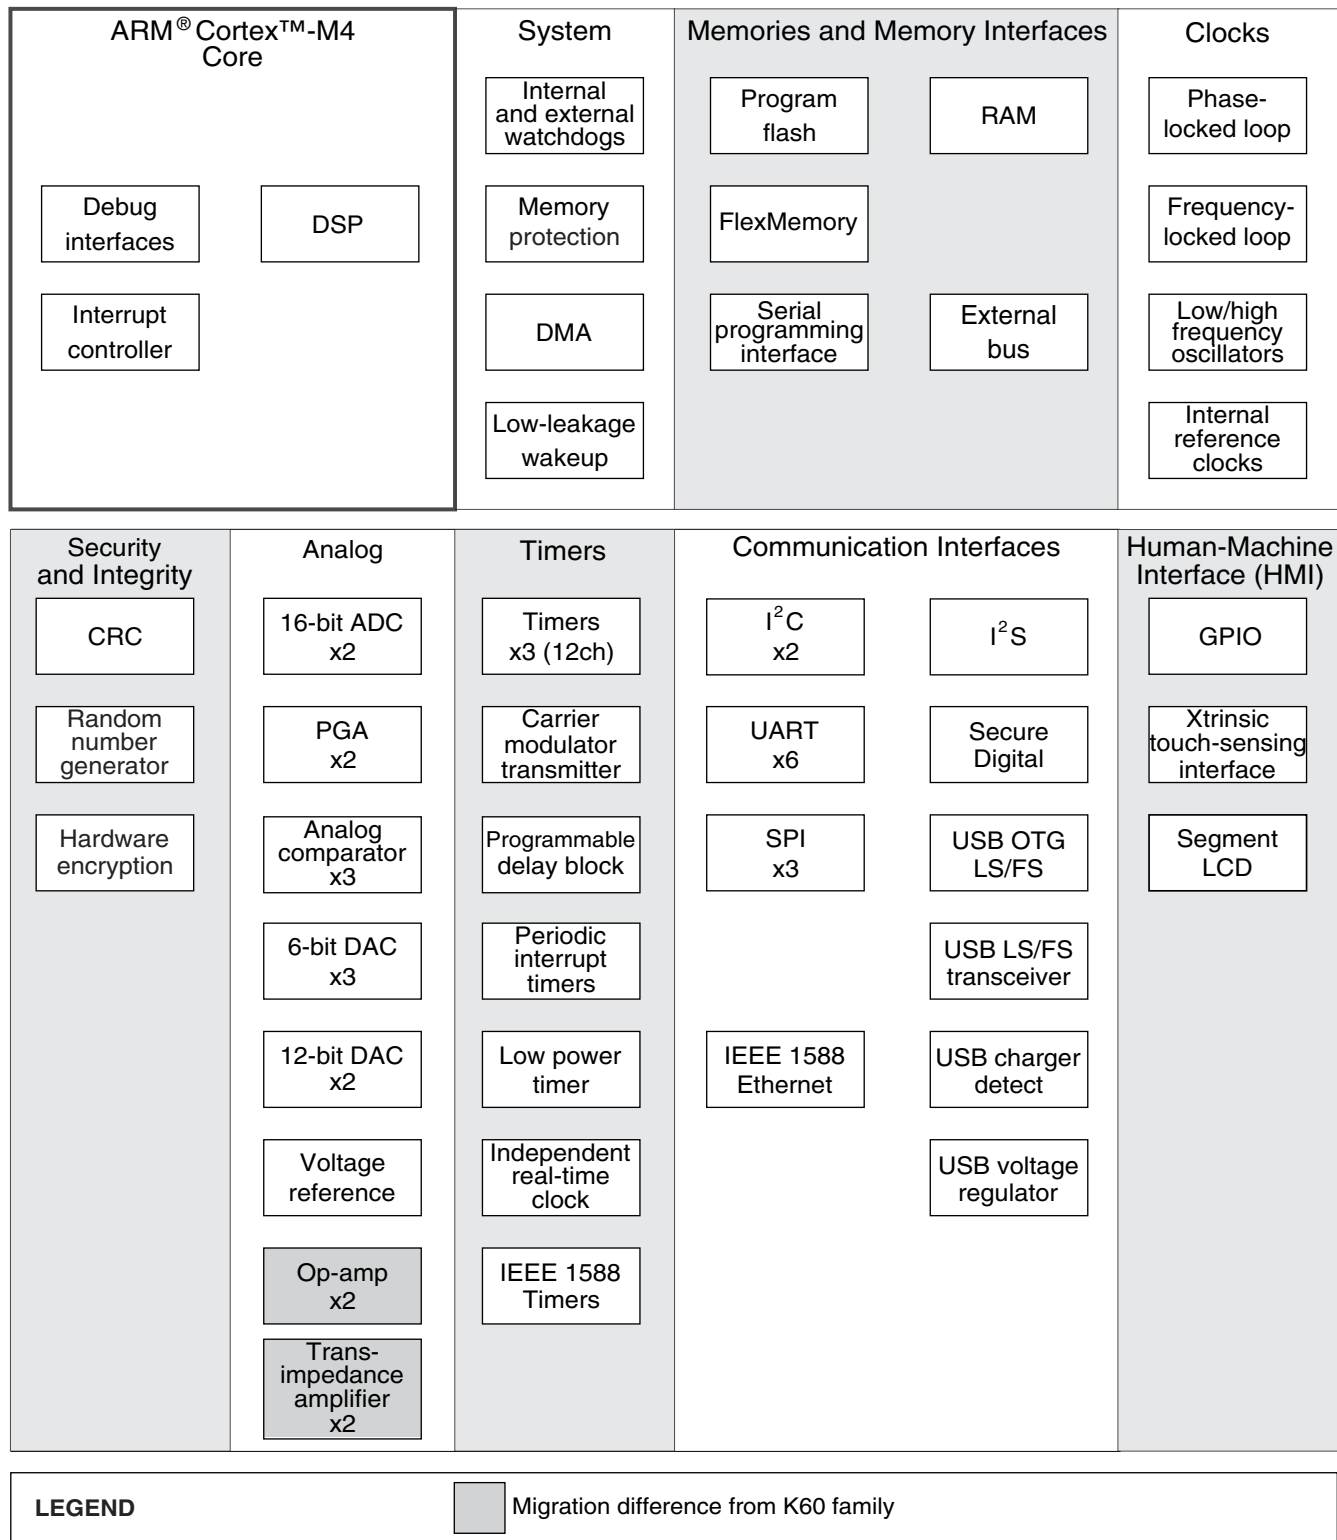 ARM® Cortex™-M4
Core
Debug
interfaces
DSP
Interrupt
controller
System
Internal
and external
watchdogs
Memory
protection
DMA
Low-leakage
wakeup
Memories and Memory Interfaces
Program
flash
RAM
FlexMemory
Serial
programming
interface
External
bus
Clocks
Phase-
locked loop
Frequency-
locked loop
Low/high
frequency
oscillators
Internal
reference
clocks
Security
and Integrity
CRC
Random
number
generator
Hardware
encryption
Analog
16-bit ADC
x2
PGA
x2
Analog
comparator
x3
6-bit DAC
x3
12-bit DAC
x2
Voltage
reference
Op-amp
x2
Trans-
impedance
amplifier
x2
Timers
Timers
x3 (12ch)
Carrier
modulator
transmitter
Programmable
delay block
Periodic
interrupt
timers
Low power
timer
Independent
real-time
clock
IEEE 1588
Timers
Communication Interfaces
I²C
x2
I²S
UART
x6
Secure
Digital
SPI
x3
USB OTG
LS/FS
USB LS/FS
transceiver
IEEE 1588
Ethernet
USB charger
detect
USB voltage
regulator
Human-Machine
Interface (HMI)
GPIO
Xtrinsic
touch-sensing
interface
Segment
LCD
LEGEND
Migration difference from K60 family